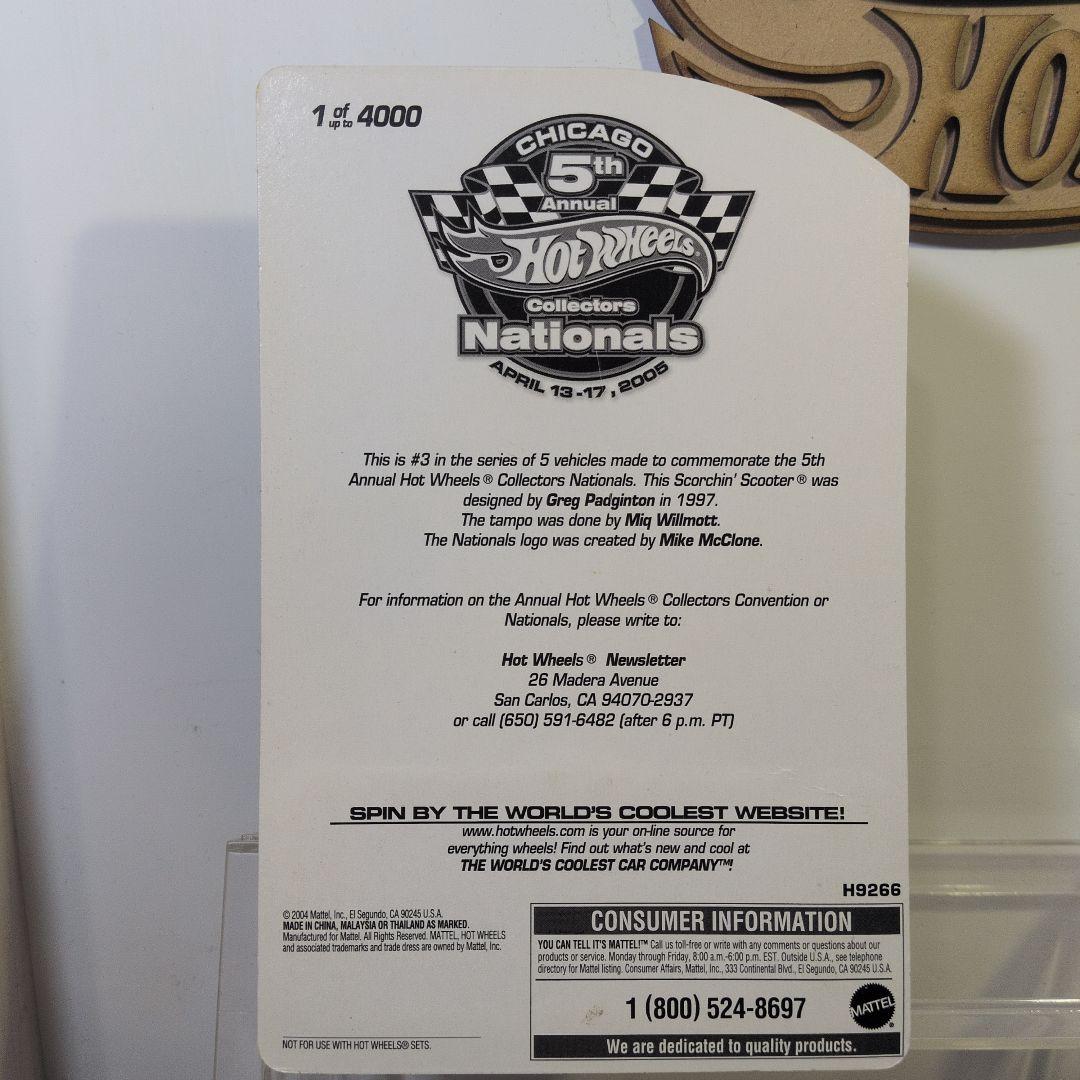 1 of up to 4000
CHICAGO
5th
Annual
Hot Wheels®
Collectors
Nationals
APRIL 13-17, 2005
HO
This is #3 in the series of 5 vehicles made to commemorate the 5th
Annual Hot Wheels® Collectors Nationals. This Scorchin' Scooter® was
designed by Greg Padginton in 1997.
The tampo was done by Miq Willmott.
The Nationals logo was created by Mike McClone.
For information on the Annual Hot Wheels® Collectors Convention or
Nationals, please write to:
Hot Wheels® Newsletter
26 Madera Avenue
San Carlos, CA 94070-2937
or call (650) 591-6482 (after 6 p.m. PT)
SPIN BY THE WORLD'S COOLEST WEBSITE!
www.hotwheels.com is your on-line source for
everything wheels! Find out what's new and cool at
THE WORLD'S COOLEST CAR COMPANY™!
H9266
© 2004 Mattel, Inc., El Segundo, CA 90245 U.S.A.
MADE IN CHINA, MALAYSIA OR THAILAND AS MARKED.
Manufactured for Mattel. All Rights Reserved. MATTEL, HOT WHEELS
and associated trademarks and trade dress are owned by Mattel, Inc.
NOT FOR USE WITH HOT WHEELS® SETS.
CONSUMER INFORMATION
YOU CAN TELL IT'S MATTEL!™ Call us toll-free or write with any comments or questions about our
products or service. Monday through Friday, 8:00 a.m.-6:00 p.m. EST. Outside U.S.A., see telephone
directory for Mattel listing. Consumer Affairs, Mattel, Inc., 333 Continental Blvd., El Segundo, CA 90245 U.S.A.
1 (800) 524-8697
MATTEL®
We are dedicated to quality products.